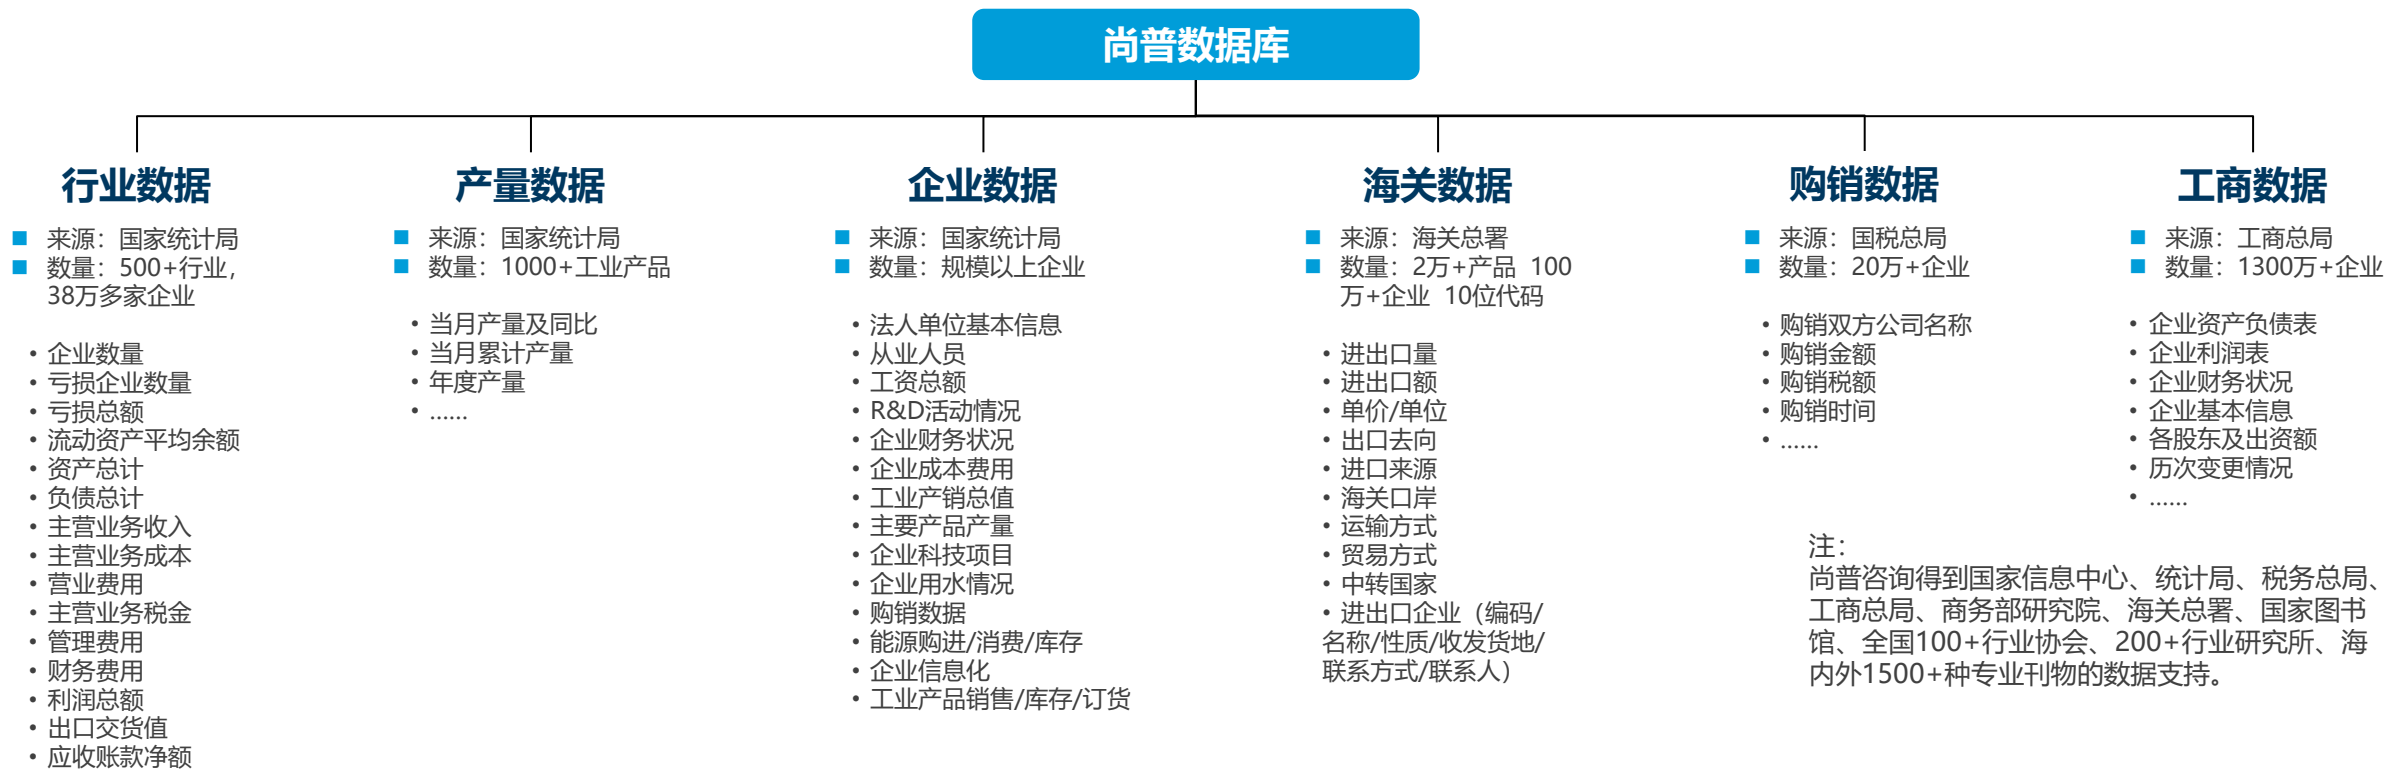 尚普数据库
行业数据
■ 来源：国家统计局
■ 数量：500+行业，
38万多家企业
• 企业数量
• 亏损企业数量
• 亏损总额
• 流动资产平均余额
• 资产总计
• 负债总计
• 主营业务收入
• 主营业务成本
• 营业费用
• 主营业务税金
• 管理费用
• 财务费用
• 利润总额
• 出口交货值
• 应收账款净额
产量数据
■ 来源：国家统计局
■ 数量：1000+工业产品
• 当月产量及同比
• 当月累计产量
• 年度产量
• ......
企业数据
■ 来源：国家统计局
■ 数量：规模以上企业
• 法人单位基本信息
• 从业人员
• 工资总额
• R&D活动情况
• 企业财务状况
• 企业成本费用
• 工业产销总值
• 主要产品产量
• 企业科技项目
• 企业用水情况
• 购销数据
• 能源购进/消费/库存
• 企业信息化
• 工业产品销售/库存/订货
海关数据
■ 来源：海关总署
■ 数量：2万+产品 100
万+企业 10位代码
• 进出口量
• 进出口额
• 单价/单位
• 出口去向
• 进口来源
• 海关口岸
• 运输方式
• 贸易方式
• 中转国家
• 进出口企业（编码/
名称/性质/收发货地/
联系方式/联系人）
购销数据
■ 来源：国税总局
■ 数量：20万+企业
• 购销双方公司名称
• 购销金额
• 购销税额
• 购销时间
• ......
工商数据
■ 来源：工商总局
■ 数量：1300万+企业
• 企业资产负债表
• 企业利润表
• 企业财务状况
• 企业基本信息
• 各股东及出资额
• 历次变更情况
• ......
注：
尚普咨询得到国家信息中心、统计局、税务总局、
工商总局、商务部研究院、海关总署、国家图书
馆、全国100+行业协会、200+行业研究所、海
内外1500+种专业刊物的数据支持。